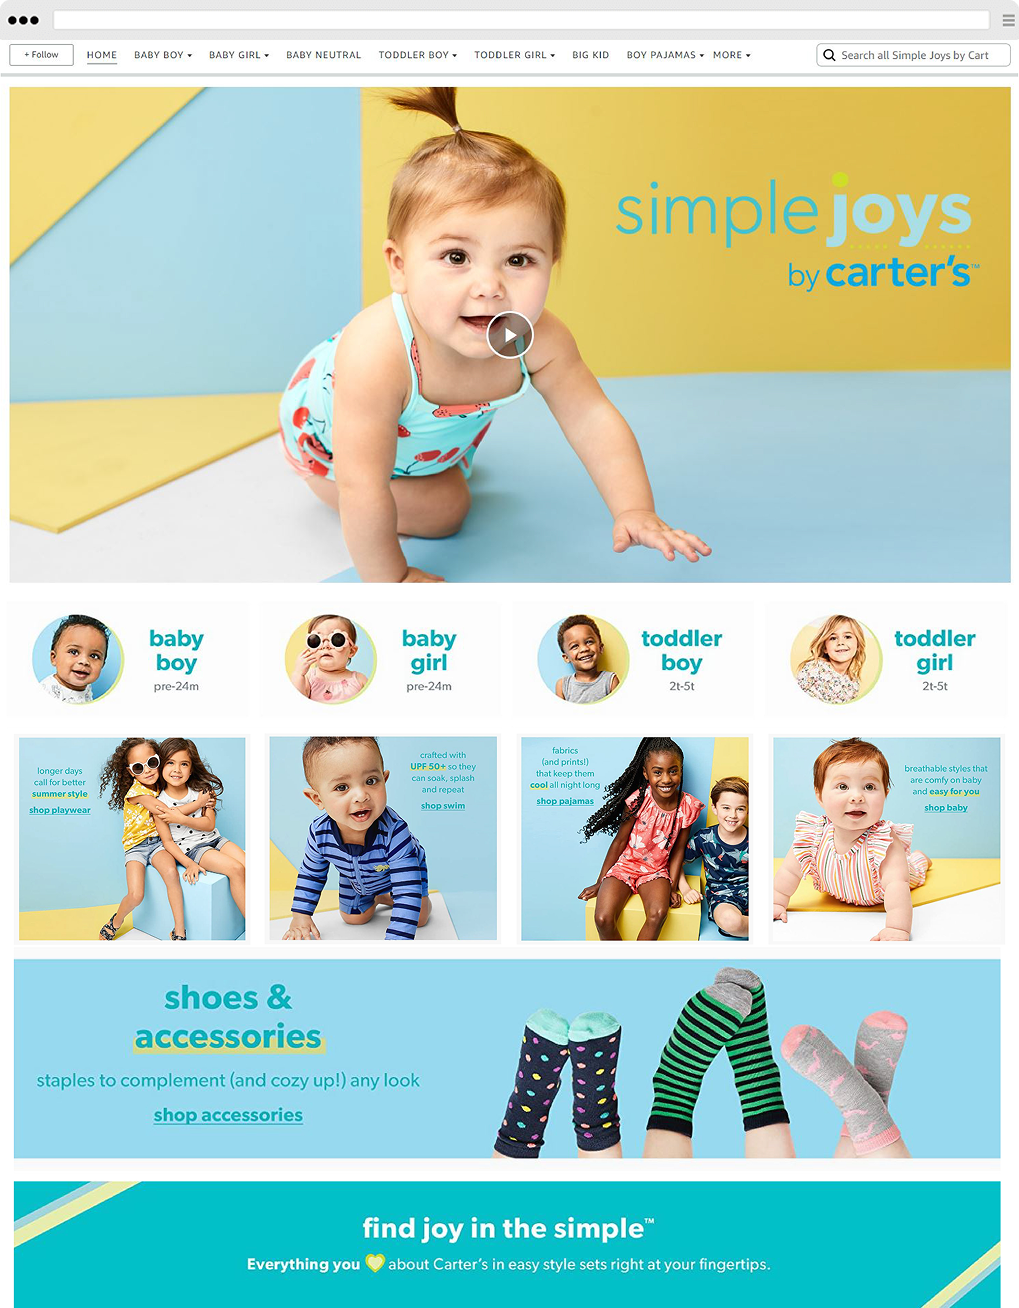 + Follow HOME BABY BOY BABY GIRL BABY NEUTRAL TODDLER BOY TODDLER GIRL BIG KID BOY PAJAMAS MORE Search all Simple Joys by Cart
simple joys
by carter's™
baby
boy
pre-24m
baby
girl
pre-24m
toddler
boy
2t-5t
toddler
girl
2t-5t
longer days
call for better
summer style
shop playwear
crafted with
UPF 50+ so they
can soak, splash
and repeat
shop swim
fabrics
(and prints!)
that keep them
cool all night long
shop pajamas
breathable styles that
are comfy on baby
and easy for you
shop baby
shoes &
accessories
staples to complement (and cozy up!) any look
shop accessories
find joy in the simple™
Everything you about Carter's in easy style sets right at your fingertips.